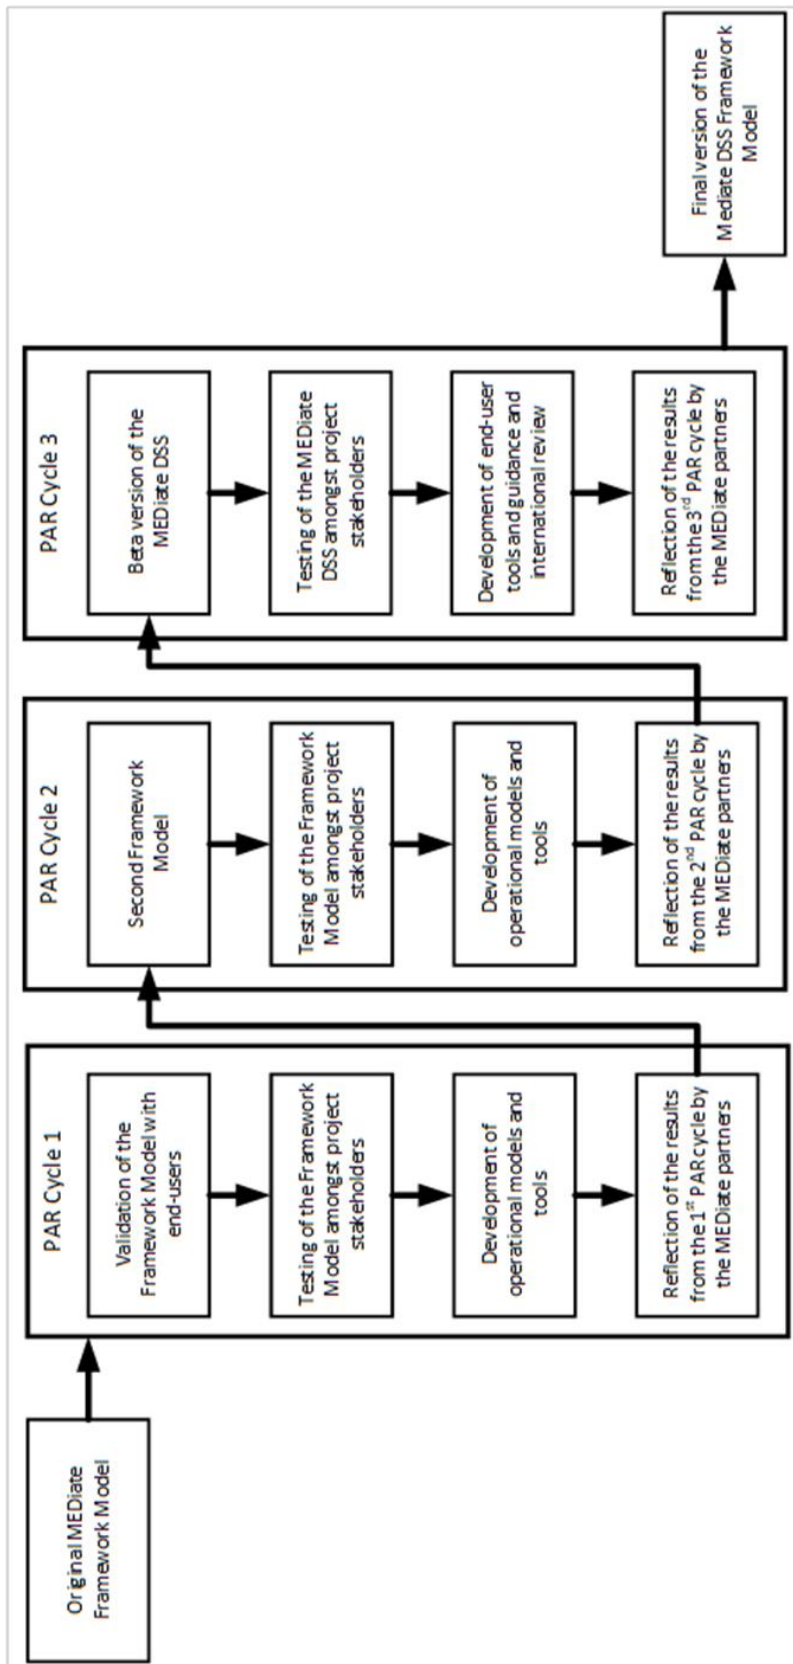 Original MEDiate
Framework Model
PAR Cycle 1
Validation of the
Framework Model with
end-users
Testing of the Framework
Model amongst project
stakeholders
Development of
operational models and
tools
Reflection of the results
from the 1st PAR cycle by
the MEDiate partners
PAR Cycle 2
Second Framework
Model
Testing of the Framework
Model amongst project
stakeholders
Development of
operational models and
tools
Reflection of the results
from the 2nd PAR cycle by
the MEDiate partners
PAR Cycle 3
Beta version of the
MEDiate DSS
Testing of the MEDiate
DSS amongst project
stakeholders
Development of end-user
tools and guidance and
international review
Reflection of the results
from the 3rd PAR cycle by
the MEDiate partners
Final version of the
Mediate DSS Framework
Model